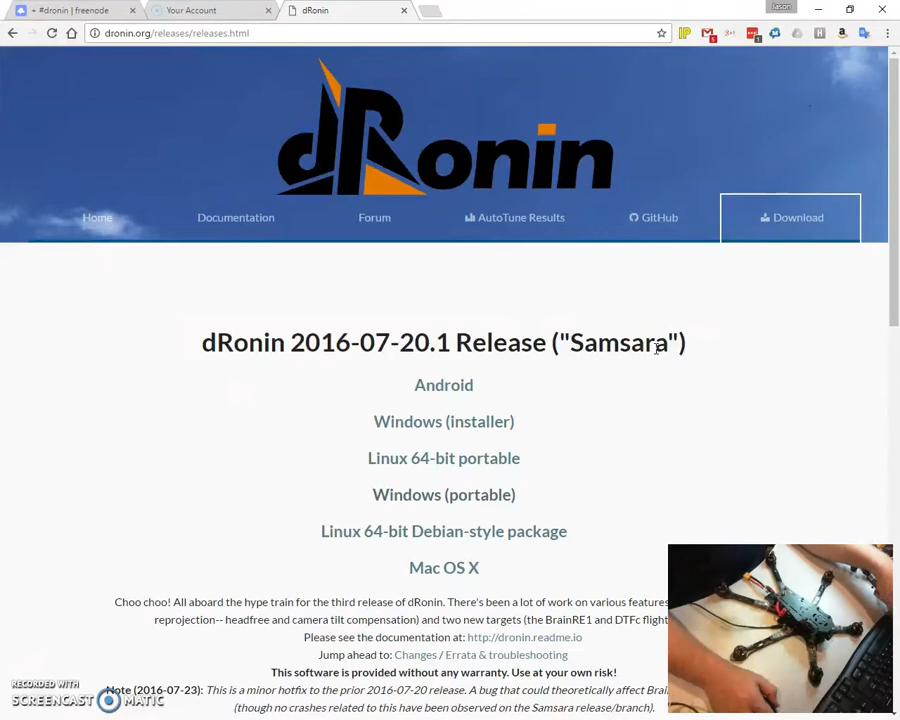 + #dronin | freenode
Your Account
dRonin
Jason
dronin.org/releases/releases.html
dRonin
Home
Documentation
Forum
AutoTune Results
GitHub
Download
dRonin 2016-07-20.1 Release ("Samsara")
Android
Windows (installer)
Linux 64-bit portable
Windows (portable)
Linux 64-bit Debian-style package
Mac OS X
Choo choo! All aboard the hype train for the third release of dRonin. There's been a lot of work on various features
reprojection-- headfree and camera tilt compensation) and two new targets (the BrainRE1 and DTFc flight
Please see the documentation at: http://dronin.readme.io
Jump ahead to: Changes / Errata & troubleshooting
This software is provided without any warranty. Use at your own risk!
Note (2016-07-23): This is a minor hotfix to the prior 2016-07-20 release. A bug that could theoretically affect Brain
(though no crashes related to this have been observed on the Samsara release/branch).
RECORDED WITH
SCREENCAST MATIC